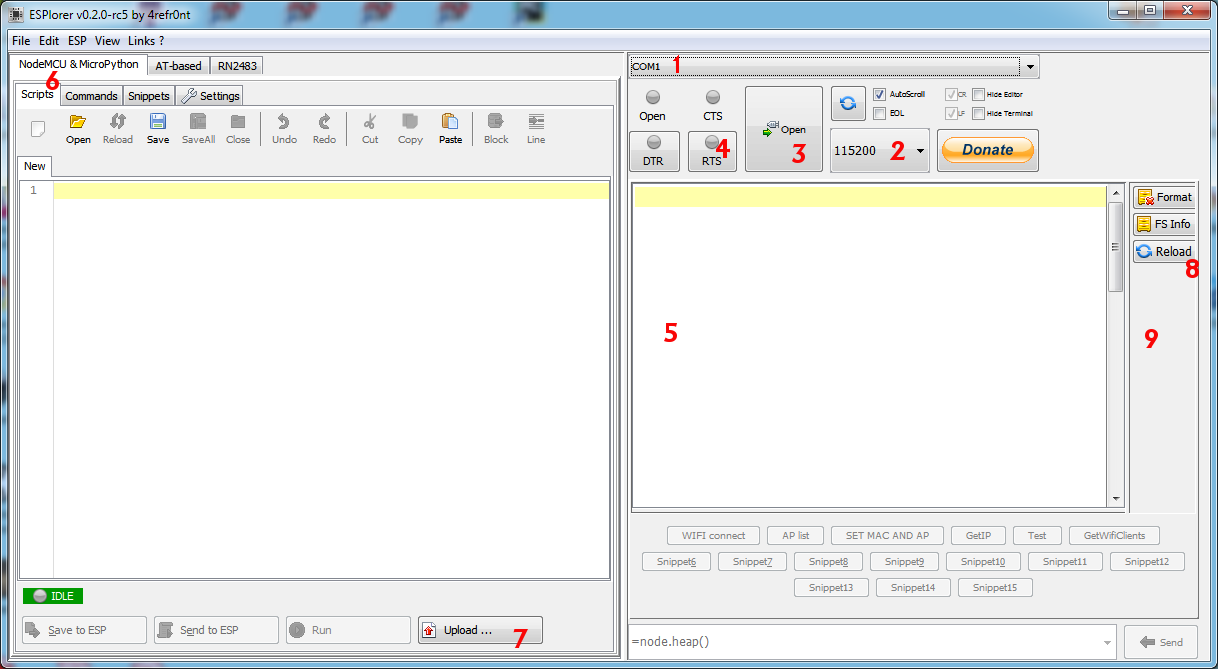 ESPlorer v0.2.0-rc5 by 4refr0nt
File Edit ESP View Links ?
NodeMCU & MicroPython AT-based RN2483
6
Scripts Commands Snippets Settings
Open Reload Save SaveAll Close Undo Redo Cut Copy Paste Block Line
New
1
IDLE
Save to ESP Send to ESP Run Upload ... 7
COM1 1
Open CTS
DTR RTS 4
Open 3
AutoScroll CR Hide Editor
EOL LF Hide Terminal
115200 2 Donate
5
Format
FS Info
Reload
8
9
WIFI connect AP list SET MAC AND AP GetIP Test GetWifiClients
Snippet6 Snippet7 Snippet8 Snippet9 Snippet10 Snippet11 Snippet12
Snippet13 Snippet14 Snippet15
=node.heap() Send